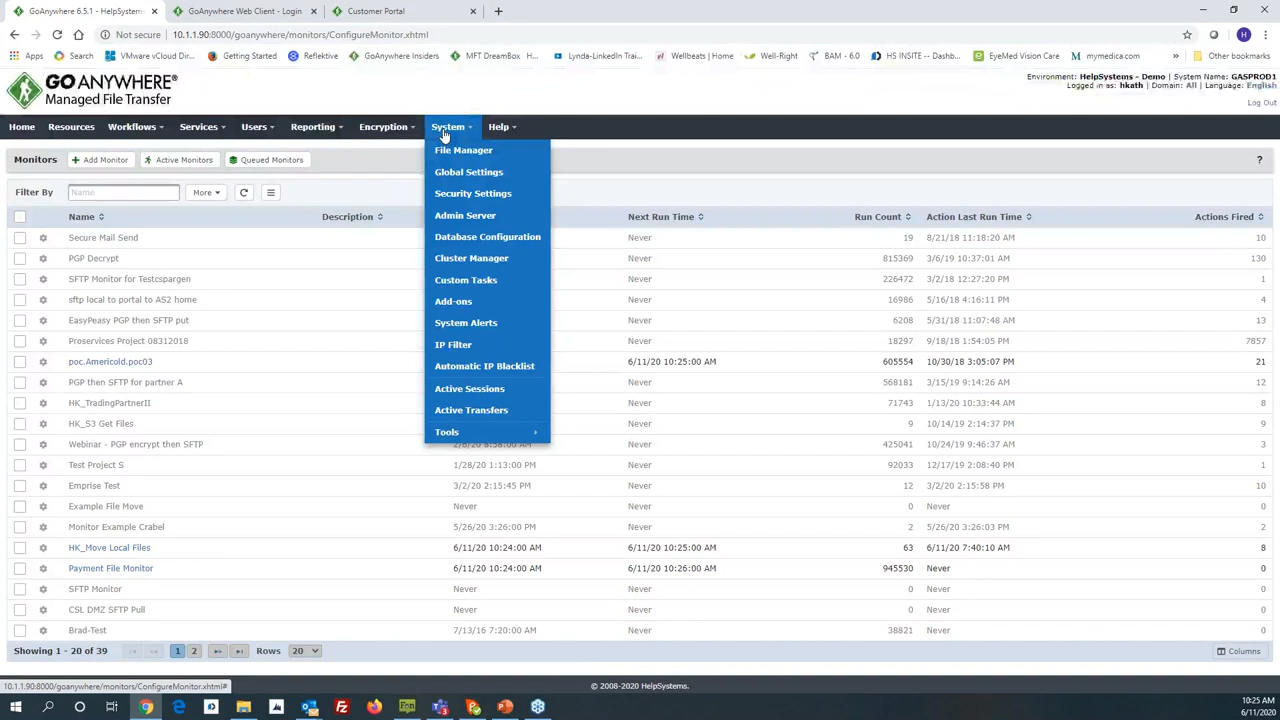 GoAnywhere 6.5.1 - HelpSystems - GoAnywhere Web Client - Login Customer Portal
Not secure 10.1.1.90:8000/goanywhere/monitors/ConfigureMonitor.xhtml H
Apps Search VMware vCloud Dir... Getting Started Reflektive GoAnywhere Insiders MFT DreamBox H... Lynda-LinkedIn Trai... Wellbeats | Home Well-Right BAM - 6.0 HS INSITE -- Dashb... EyeMed Vision Care mymedica.com » Other bookmarks
GOANYWHERE®
Managed File Transfer
Environment: HelpSystems - Demo | System Name: GASPROD1
Logged in as: hkath | Domain: All | Language: English
Log Out
Home Resources Workflows Services Users Reporting Encryption System Help
Monitors Add Monitor Active Monitors Queued Monitors ?
Filter By Name More
Name Description Next Run Time Run Count Action Last Run Time Actions Fired
File Manager
Global Settings
Security Settings
Admin Server
Database Configuration
Cluster Manager
Custom Tasks
Add-ons
System Alerts
IP Filter
Automatic IP Blacklist
Active Sessions
Active Transfers
Tools
Secure Mail Send Never 19 8/21/18 11:18:20 AM 10
PGP Decrypt Never 815369 3/6/19 10:37:01 AM 130
SFTP Monitor for Testcspargen Never 226472 3/2/18 12:27:20 PM 1
sftp local to portal to AS2 home Never 16986 5/16/18 4:16:11 PM 4
EasyPeasy PGP then SFTP put Never 6208 5/31/18 11:07:48 AM 13
Proservices Project 08312018 Never 18297 9/18/18 1:54:05 PM 7857
poc.Americold.poc03 6/11/20 10:25:00 AM 605554 10/30/18 3:05:07 PM 21
PGP then SFTP for partner A Never 568181 3/15/19 9:14:26 AM 12
HK_TradingPartnerII Never 71743 1/13/20 10:33:44 AM 8
HK_S3 Get Files Never 9 10/14/19 2:14:37 PM 9
Webinar - PGP encrypt then SFTP 2/6/20 8:58:00 AM Never 425041 10/24/19 9:46:37 AM 3
Test Project S 1/28/20 1:13:00 PM Never 92033 12/17/19 2:08:40 PM 1
Emprise Test 3/2/20 2:15:45 PM Never 12 3/2/20 2:15:58 PM 10
Example File Move Never Never 0 Never 0
Monitor Example Crabel 5/26/20 3:26:00 PM Never 2 5/26/20 3:26:03 PM 2
HK_Move Local Files 6/11/20 10:24:00 AM 6/11/20 10:25:00 AM 63 6/11/20 7:40:10 AM 8
Payment File Monitor 6/11/20 10:24:00 AM 6/11/20 10:26:00 AM 945530 Never 0
SFTP Monitor Never Never 0 Never 0
CSL DMZ SFTP Pull Never Never 0 Never 0
Brad-Test 7/13/16 7:20:00 AM Never 38821 Never 0
Showing 1 - 20 of 39 1 2 Rows 20 Columns
10.1.1.90:8000/goanywhere/monitors/ConfigureMonitor.xhtml#
© 2008-2020 HelpSystems.
10:25 AM
6/11/2020